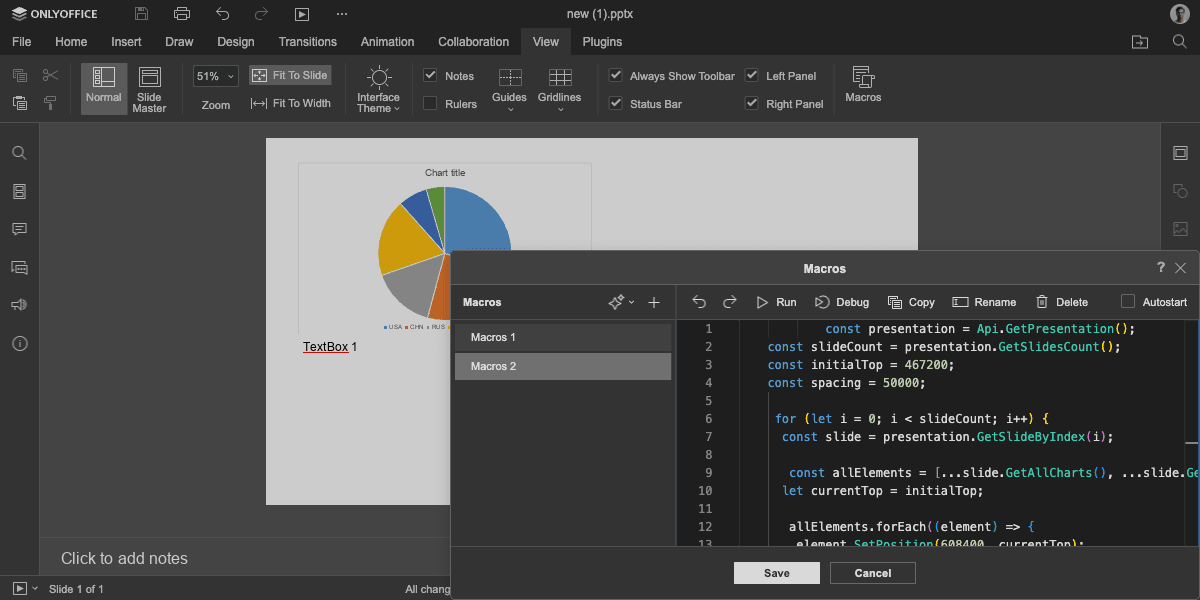 ONLYOFFICE
new (1).pptx
File Home Insert Draw Design Transitions Animation Collaboration View Plugins
Normal
Slide Master
51%
Zoom
Fit To Slide
Fit To Width
Interface Theme
Notes
Rulers
Guides
Gridlines
Always Show Toolbar
Status Bar
Left Panel
Right Panel
Macros
Chart title
USA CHN RUS
TextBox 1
Macros
?
Macros
Run Debug Copy Rename Delete Autostart
Macros 1
Macros 2
1 const presentation = Api.GetPresentation();
2 const slideCount = presentation.GetSlidesCount();
3 const initialTop = 467200;
4 const spacing = 50000;
5
6 for (let i = 0; i < slideCount; i++) {
7 const slide = presentation.GetSlideByIndex(i);
8
9 const allElements = [...slide.GetAllCharts(), ...slide.Ge
10 let currentTop = initialTop;
11
12 allElements.forEach((element) => {
13 element.SetPosition(608400, currentTop);
Save Cancel
Click to add notes
Slide 1 of 1
All chang